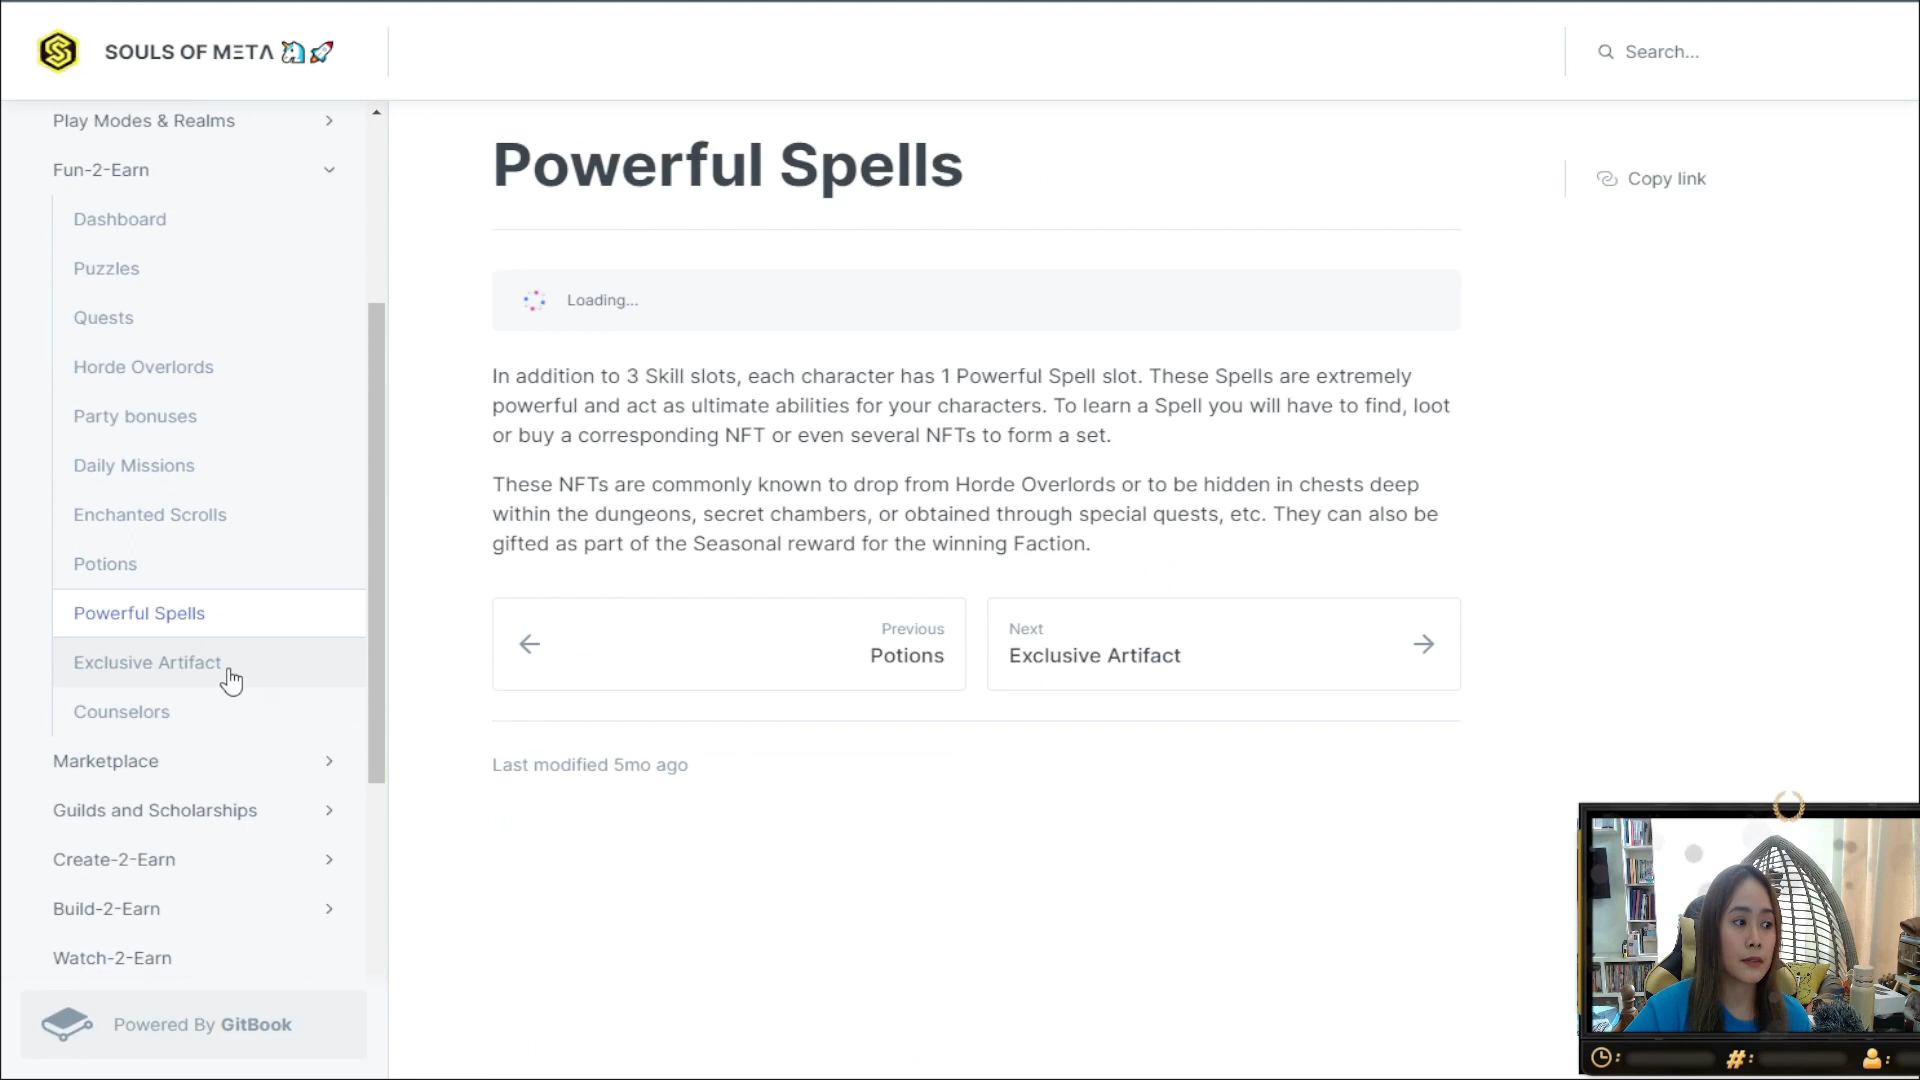 SOULS OF MΞTΛ
Search...
Play Modes & Realms
Fun-2-Earn
Dashboard
Puzzles
Quests
Horde Overlords
Party bonuses
Daily Missions
Enchanted Scrolls
Potions
Powerful Spells
Exclusive Artifact
Counselors
Marketplace
Guilds and Scholarships
Create-2-Earn
Build-2-Earn
Watch-2-Earn
Powered By GitBook
Powerful Spells
Copy link
Loading...
In addition to 3 Skill slots, each character has 1 Powerful Spell slot. These Spells are extremely
powerful and act as ultimate abilities for your characters. To learn a Spell you will have to find, loot
or buy a corresponding NFT or even several NFTs to form a set.
These NFTs are commonly known to drop from Horde Overlords or to be hidden in chests deep
within the dungeons, secret chambers, or obtained through special quests, etc. They can also be
gifted as part of the Seasonal reward for the winning Faction.
Previous
Potions
Next
Exclusive Artifact
Last modified 5mo ago
: #: :